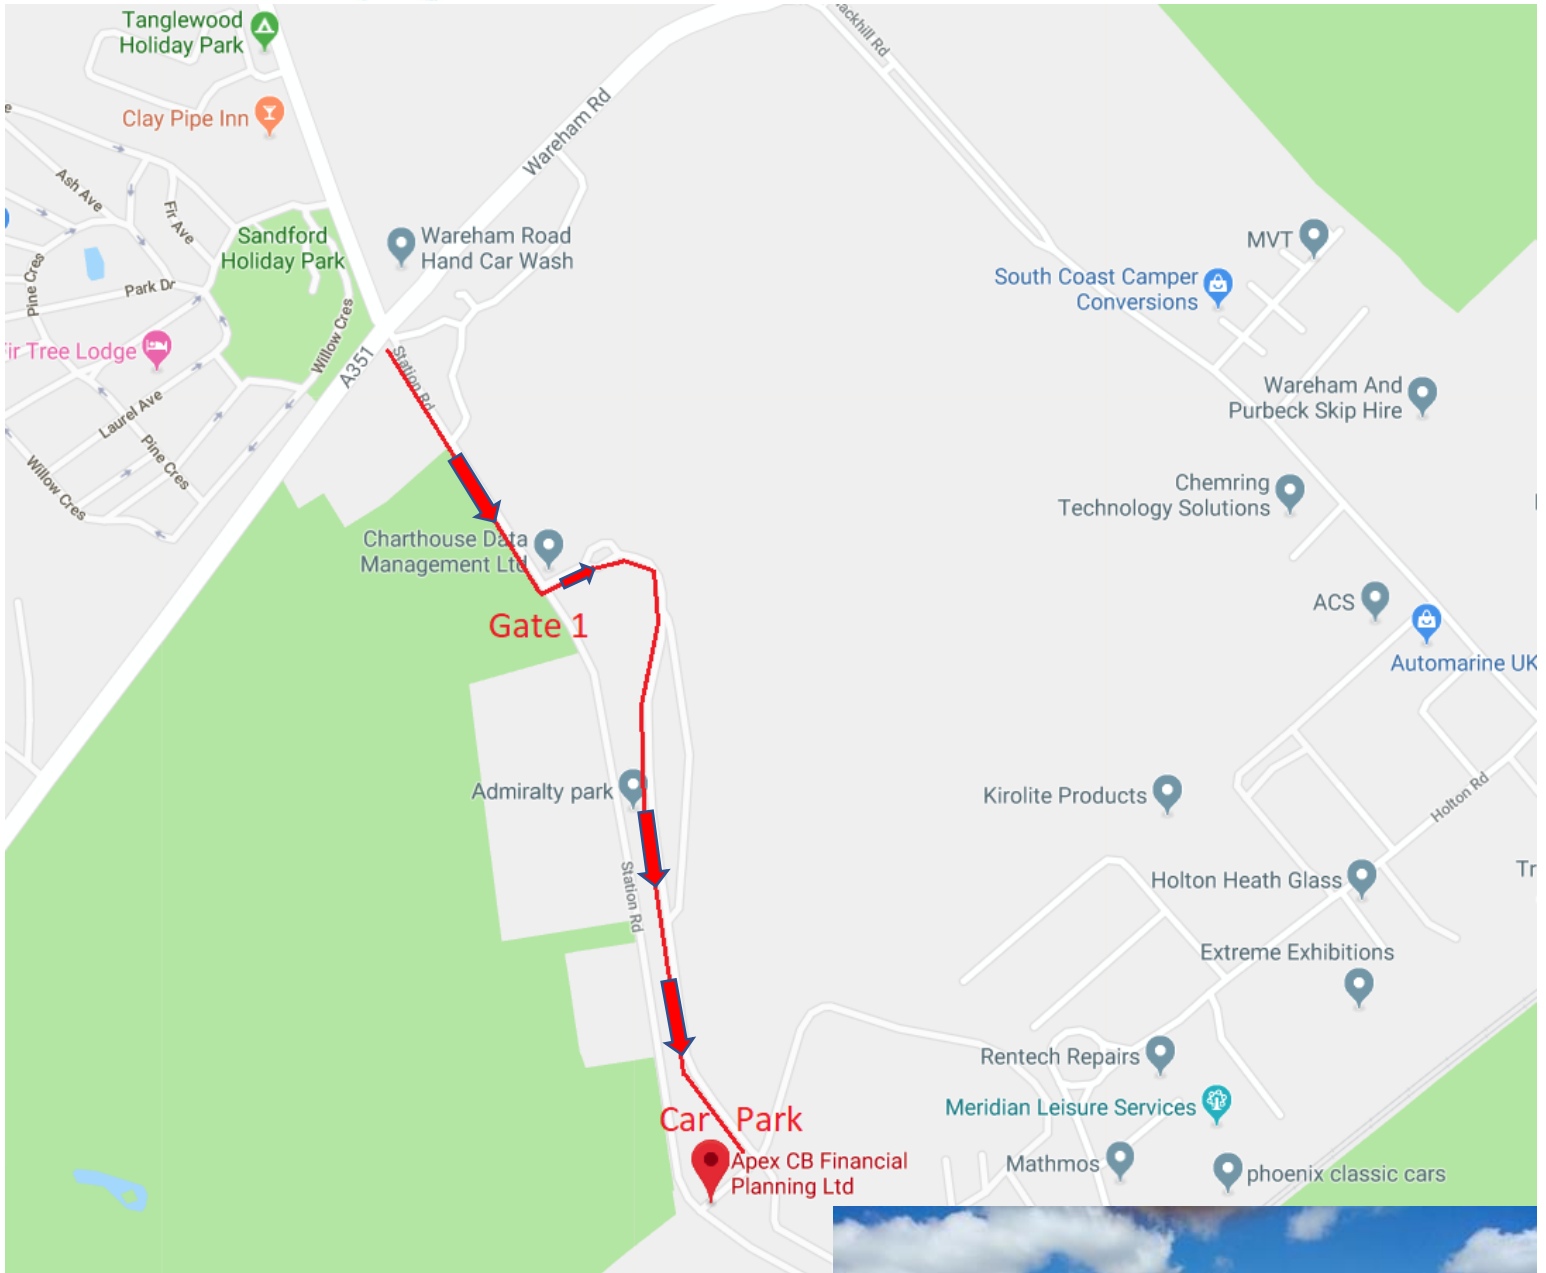 Tanglewood
Holiday Park
Clay Pipe Inn
Ash Ave
Fir Ave
Pine Cres
Park Dr
Sandford
Holiday Park
Willow Cres
Wareham Rd
Wareham Road
Hand Car Wash
A351
Station Rd
Laurel Ave
Pine Cres
Willow Cres
Tree Lodge
MVT
South Coast Camper
Conversions
Wareham And
Purbeck Skip Hire
Chemring
Technology Solutions
Charthouse Data
Management Ltd
Gate 1
ACS
Automarine UK
Admiralty park
Kirolite Products
Holton Rd
Station Rd
Holton Heath Glass
Extreme Exhibitions
Rentech Repairs
Meridian Leisure Services
Car Park
Apex CB Financial
Planning Ltd
Mathmos
phoenix classic cars